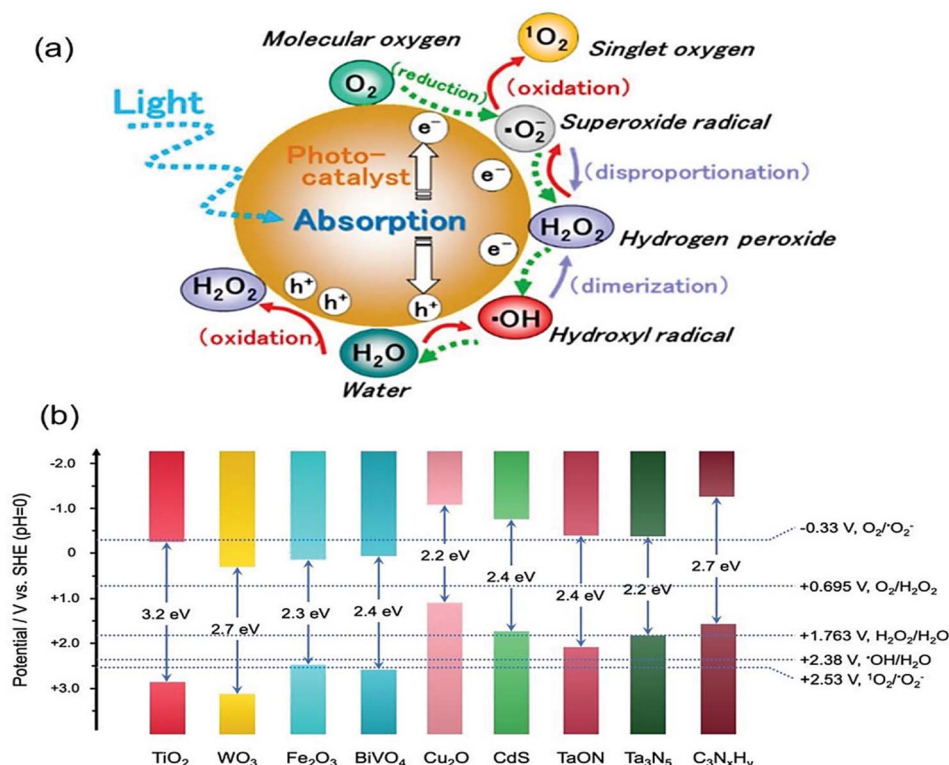 (a)
Molecular oxygen
¹O₂
Singlet oxygen
O₂
(reduction)
(oxidation)
Light
e⁻
·O₂⁻
Superoxide radical
Photo-
catalyst
e⁻
(disproportionation)
Absorption
H₂O₂
Hydrogen peroxide
e⁻
H₂O₂
h⁺
h⁺
h⁺
(dimerization)
·OH
Hydroxyl radical
(oxidation)
H₂O
Water
(b)
Potential / V vs. SHE (pH=0)
-2.0
-1.0
0
+1.0
+2.0
+3.0
3.2 eV
2.7 eV
2.3 eV
2.4 eV
2.2 eV
2.4 eV
2.4 eV
2.2 eV
2.7 eV
-0.33 V, O₂/·O₂⁻
+0.695 V, O₂/H₂O₂
+1.763 V, H₂O₂/H₂O
+2.38 V, ·OH/H₂O
+2.53 V, ¹O₂/·O₂⁻
TiO₂ WO₃ Fe₂O₃ BiVO₄ Cu₂O CdS TaON Ta₃N₅ C₃NₓHᵧ